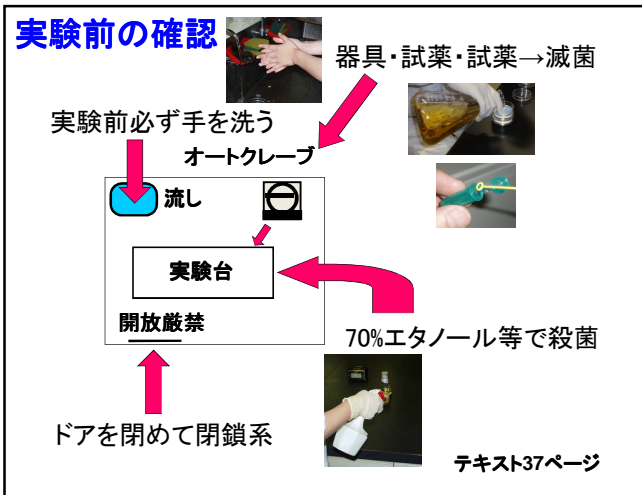 実験前の確認
器具・試薬・試薬→滅菌
実験前必ず手を洗う
オートクレーブ
流し
実験台
開放厳禁
70%エタノール等で殺菌
ドアを閉めて閉鎖系
テキスト37ページ